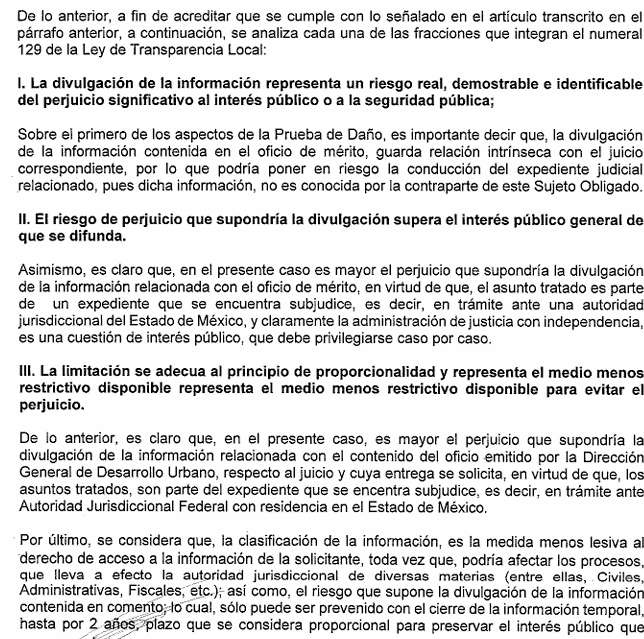 De lo anterior, a fin de acreditar que se cumple con lo señalado en el artículo transcrito en el
párrafo anterior, a continuación, se analiza cada una de las fracciones que integran el numeral
129 de la Ley de Transparencia Local:
I. La divulgación de la información representa un riesgo real, demostrable e identificable
del perjuicio significativo al interés público o a la seguridad pública;
Sobre el primero de los aspectos de la Prueba de Daño, es importante decir que, la divulgación
de la información contenida en el oficio de mérito, guarda relación intrínseca con el juicio
correspondiente, por lo que podría poner en riesgo la conducción del expediente judicial
relacionado, pues dicha información, no es conocida por la contraparte de este Sujeto Obligado.
II. El riesgo de perjuicio que supondría la divulgación supera el interés público general de
que se difunda.
Asimismo, es claro que, en el presente caso es mayor el perjuicio que supondría la divulgación
de la información relacionada con el oficio de mérito, en virtud de que, el asunto tratado es parte
de un expediente que se encuentra subjudice, es decir, en trámite ante una autoridad
jurisdiccional del Estado de México, y claramente la administración de justicia con independencia,
es una cuestión de interés público, que debe privilegiarse caso por caso.
III. La limitación se adecua al principio de proporcionalidad y representa el medio menos
restrictivo disponible representa el medio menos restrictivo disponible para evitar el
perjuicio.
De lo anterior, es claro que, en el presente caso, es mayor el perjuicio que supondría la
divulgación de la información relacionada con el contenido del oficio emitido por la Dirección
General de Desarrollo Urbano, respecto al juicio y cuya entrega se solicita, en virtud de que, los
asuntos tratados, son parte del expediente que se encentra subjudice, es decir, en trámite ante
Autoridad Jurisdiccional Federal con residencia en el Estado de México.
Por último, se considera que, la clasificación de la información, es la medida menos lesiva al
derecho de acceso a la información de la solicitante, toda vez que, podría afectar los procesos,
que lleva a efecto la autoridad jurisdiccional de diversas materias (entre ellas, Civiles,
Administrativas, Fiscales, etc.); así como, el riesgo que supone la divulgación de la información
contenida en comento; lo cual, sólo puede ser prevenido con el cierre de la información temporal,
hasta por 2 años, plazo que se considera proporcional para preservar el interés público que